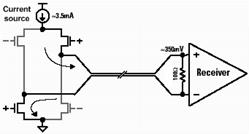 Current
source
~3.5mA
−
+
~350mV
+
100Ω
Receiver
−
+
−